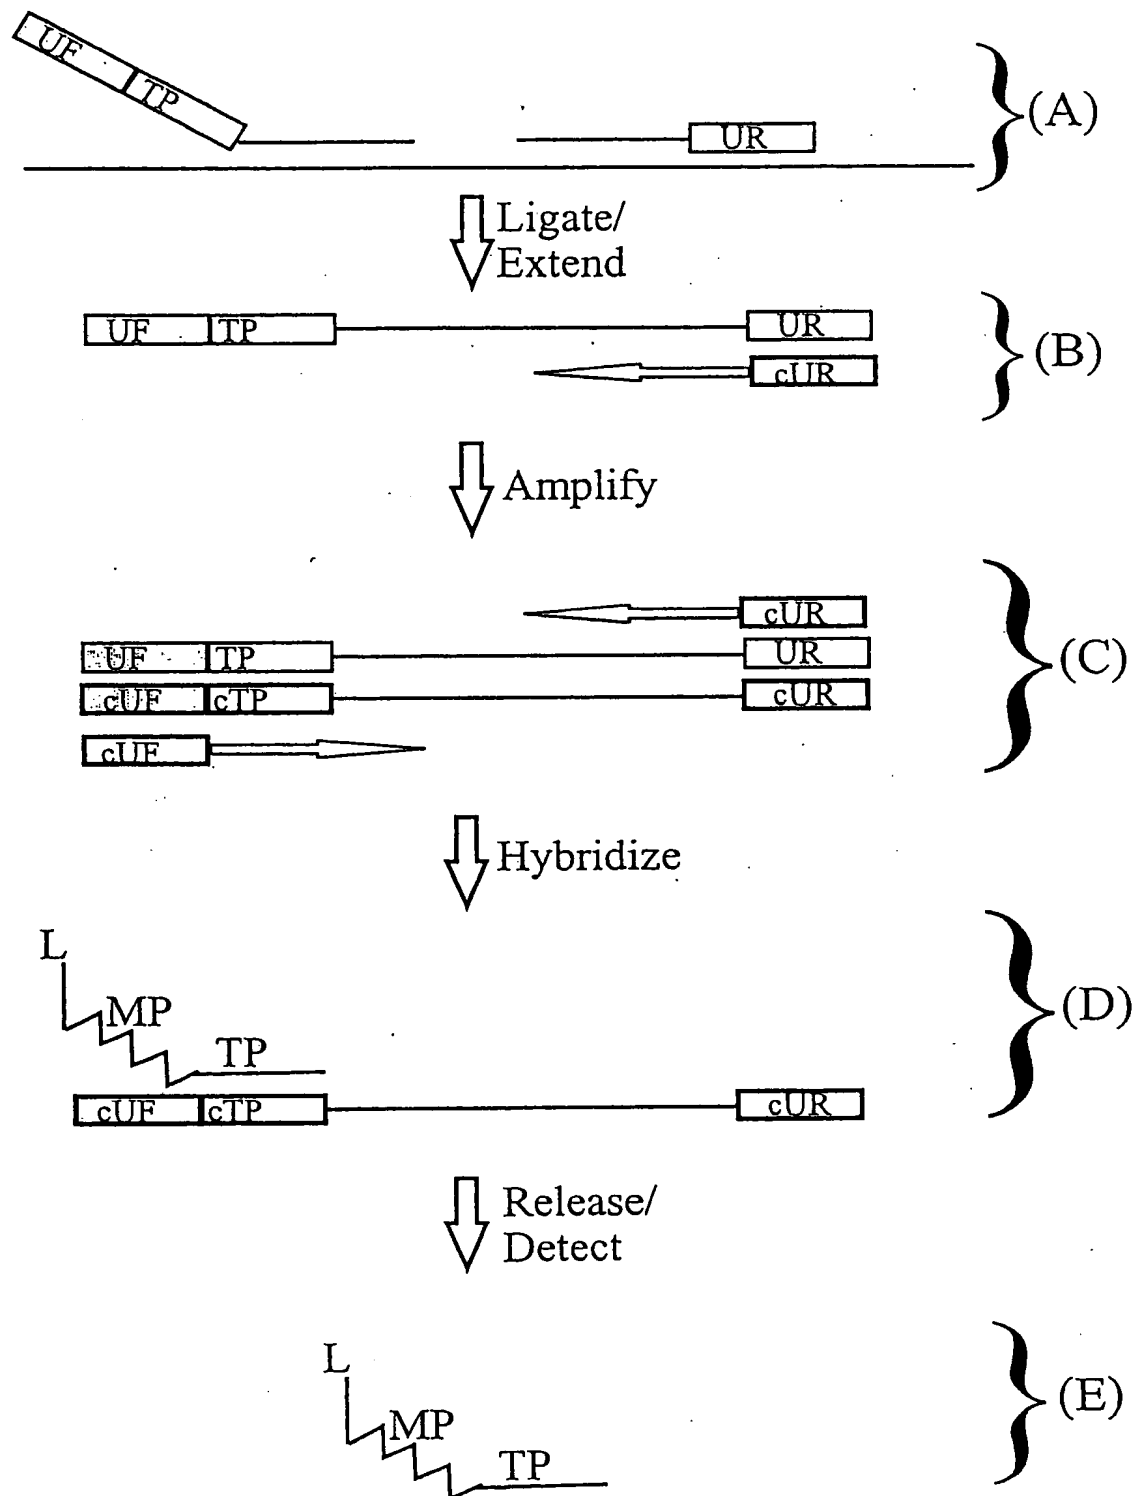 UF TP
UR
(A)
Ligate/
Extend
UF TP UR
cUR
(B)
Amplify
cUR
UF TP UR
cUF cTP cUR
cUF
(C)
Hybridize
L
MP
TP
cUF cTP cUR
(D)
Release/
Detect
L
MP
TP
(E)